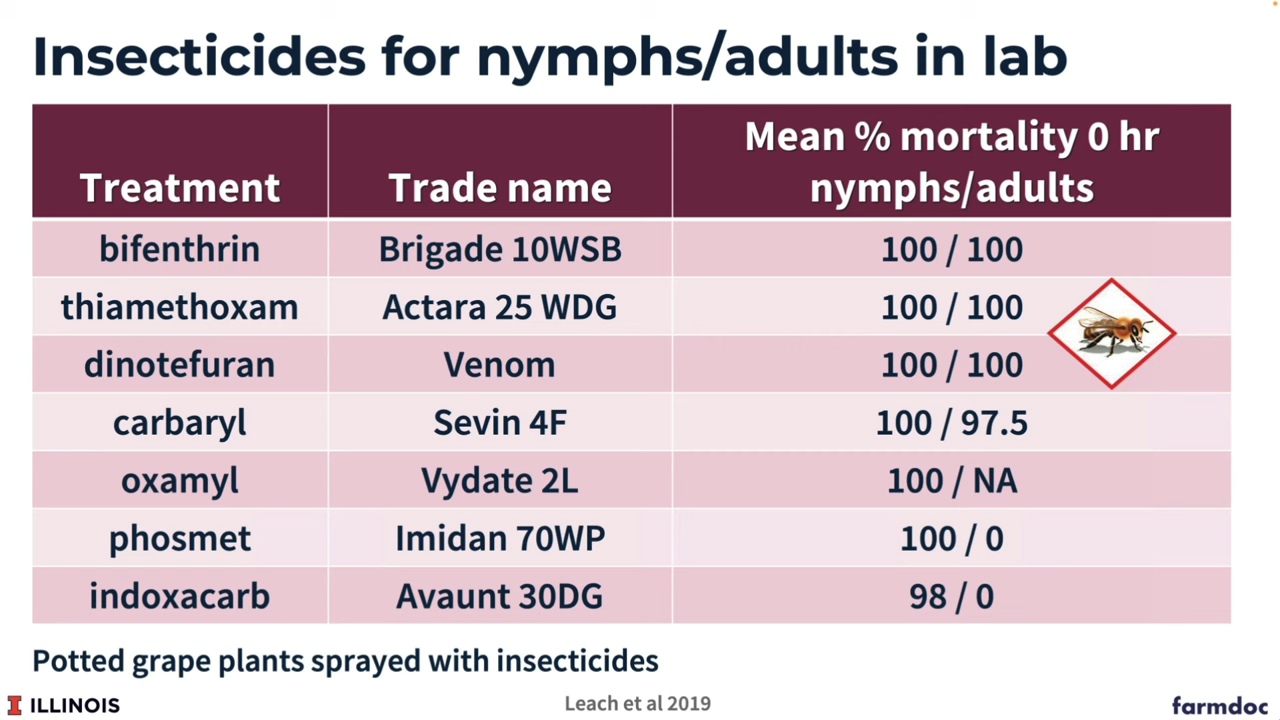 Insecticides for nymphs/adults in lab
Treatment Trade name Mean % mortality 0 hr nymphs/adults
bifenthrin Brigade 10WSB 100 / 100
thiamethoxam Actara 25 WDG 100 / 100
dinotefuran Venom 100 / 100
carbaryl Sevin 4F 100 / 97.5
oxamyl Vydate 2L 100 / NA
phosmet Imidan 70WP 100 / 0
indoxacarb Avaunt 30DG 98 / 0
Potted grape plants sprayed with insecticides
I ILLINOIS Leach et al 2019 farmdoc